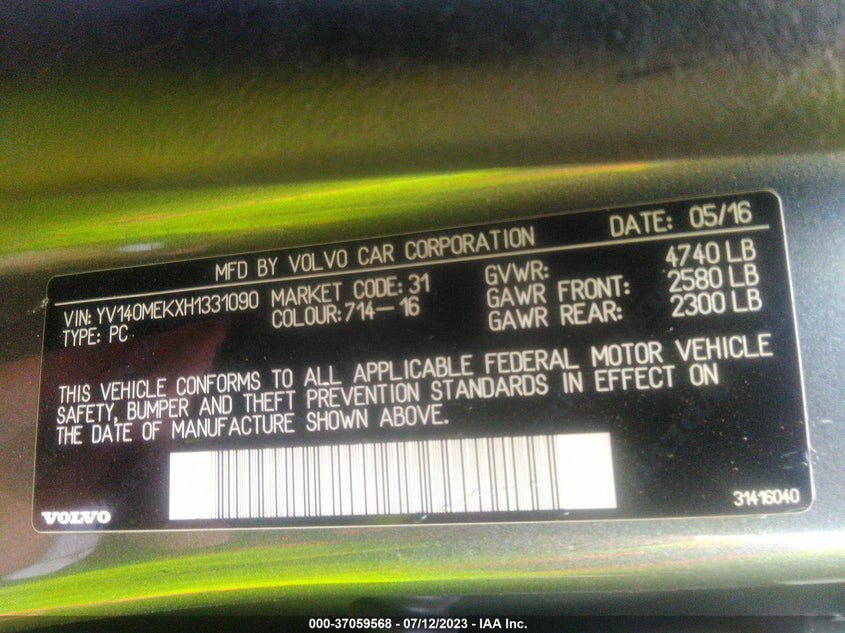 MFD BY VOLVO CAR CORPORATION DATE: 05/16
VIN: YV140MEKXH1331090 MARKET CODE: 31 GVWR: 4740 LB
TYPE: PC COLOUR: 714-16 GAWR FRONT: 2580 LB
GAWR REAR: 2300 LB
THIS VEHICLE CONFORMS TO ALL APPLICABLE FEDERAL MOTOR VEHICLE
SAFETY, BUMPER AND THEFT PREVENTION STANDARDS IN EFFECT ON
THE DATE OF MANUFACTURE SHOWN ABOVE.
VOLVO 31416040
000-37059568 - 07/12/2023 - IAA Inc.